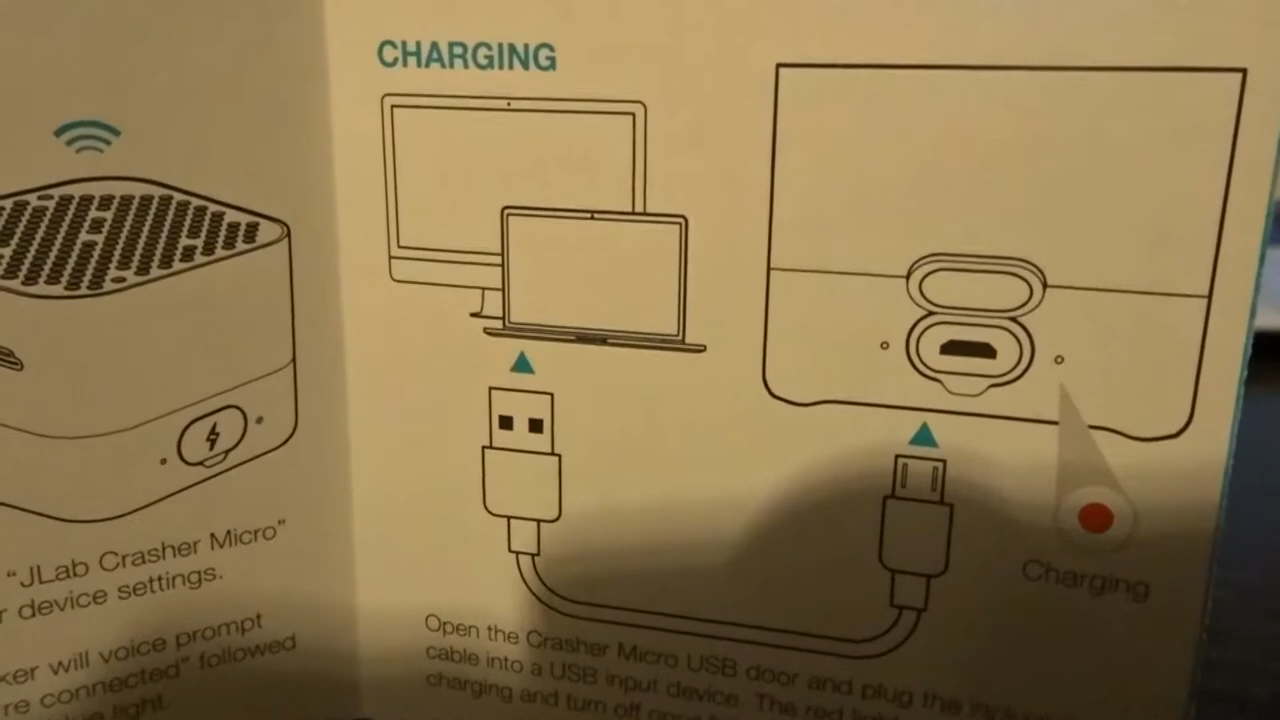 CHARGING
"JLab Crasher Micro"
r device settings.
ker will voice prompt
re connected" followed
light.
Charging
Open the Crasher Micro USB door and plug the
cable into a USB input device. The red
charging and turn off